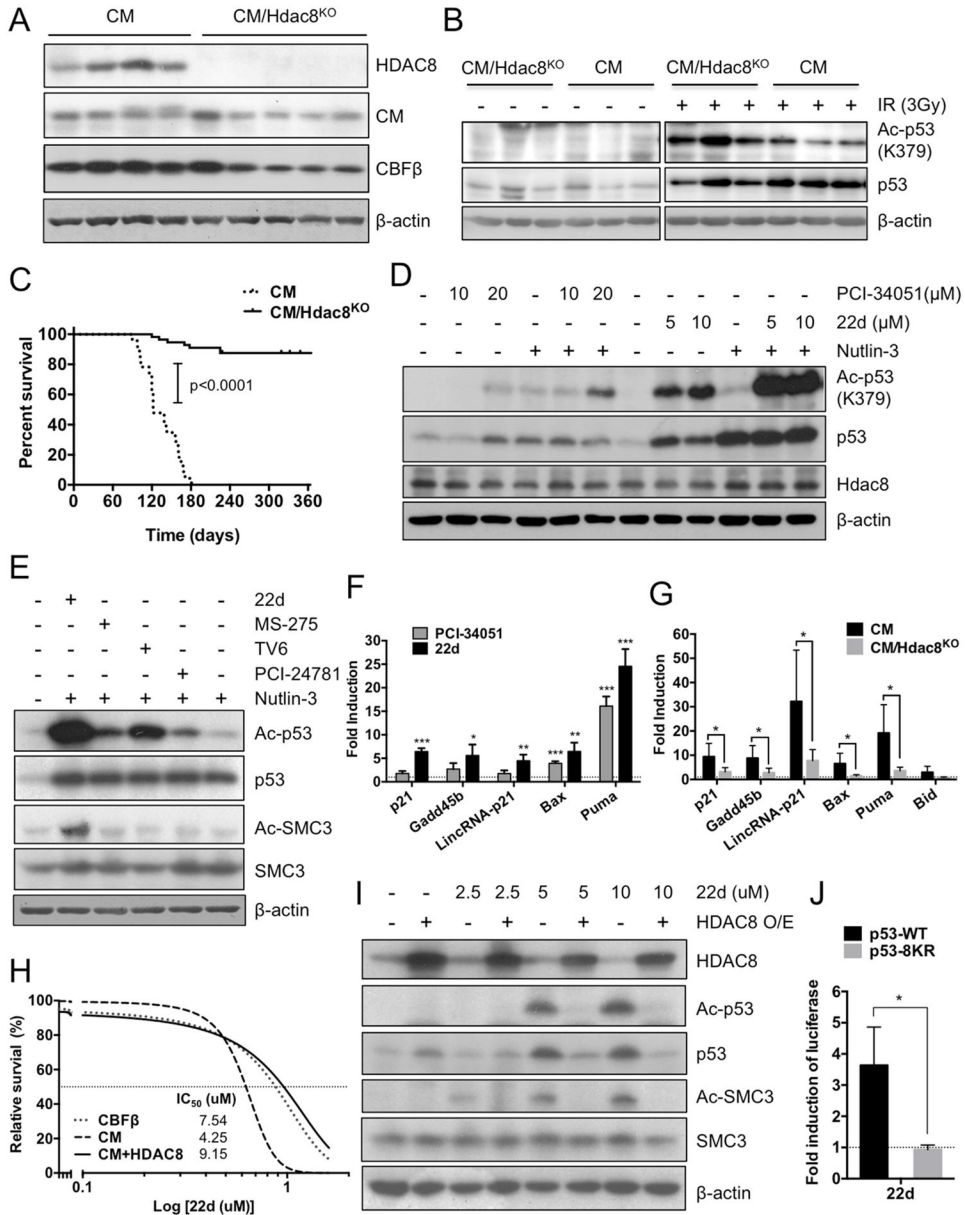 A
CM
CM/Hdac8KO
HDAC8
CM
CBFβ
β-actin
B
CM/Hdac8KO
CM
CM/Hdac8KO
CM
- - - - - - + + + + + + IR (3Gy)
Ac-p53
(K379)
p53
β-actin
C
CM
CM/Hdac8KO
p<0.0001
Percent survival
100
80
60
40
20
0
0 60 120 180 240 300 360
Time (days)
D
- 10 20 - 10 20 - - - - - - PCI-34051(µM)
- - - - - - - 5 10 - 5 10 22d (µM)
- - - + + + - - - + + + Nutlin-3
Ac-p53
(K379)
p53
Hdac8
β-actin
E
- + - - - - 22d
- - + - - - MS-275
- - - + - - TV6
- - - - + - PCI-24781
- + + + + + Nutlin-3
Ac-p53
p53
Ac-SMC3
SMC3
β-actin
F
PCI-34051
22d
Fold Induction
30
25
20
15
10
5
0
***
*
**
***
**
***
***
p21
Gadd45b
LincRNA-p21
Bax
Puma
G
CM
CM/Hdac8KO
Fold Induction
60
50
40
30
20
10
0
*
*
*
*
*
p21
Gadd45b
LincRNA-p21
Bax
Puma
Bid
H
Relative survial (%)
100
80
60
40
20
0
IC50 (uM)
CBFβ 7.54
CM 4.25
CM+HDAC8 9.15
0.1 1
Log [22d (uM)]
I
- - 2.5 2.5 5 5 10 10 22d (uM)
- + - + - + - + HDAC8 O/E
HDAC8
Ac-p53
p53
Ac-SMC3
SMC3
β-actin
J
p53-WT
p53-8KR
Fold induction of luciferase
6
5
4
3
2
1
0
*
22d